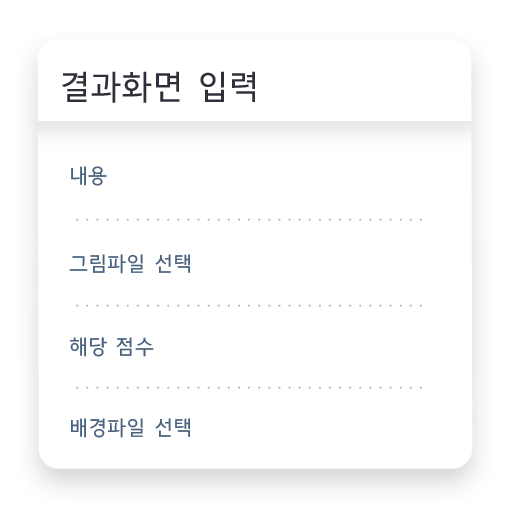 결과화면 입력
내용
그림파일 선택
해당 점수
배경파일 선택